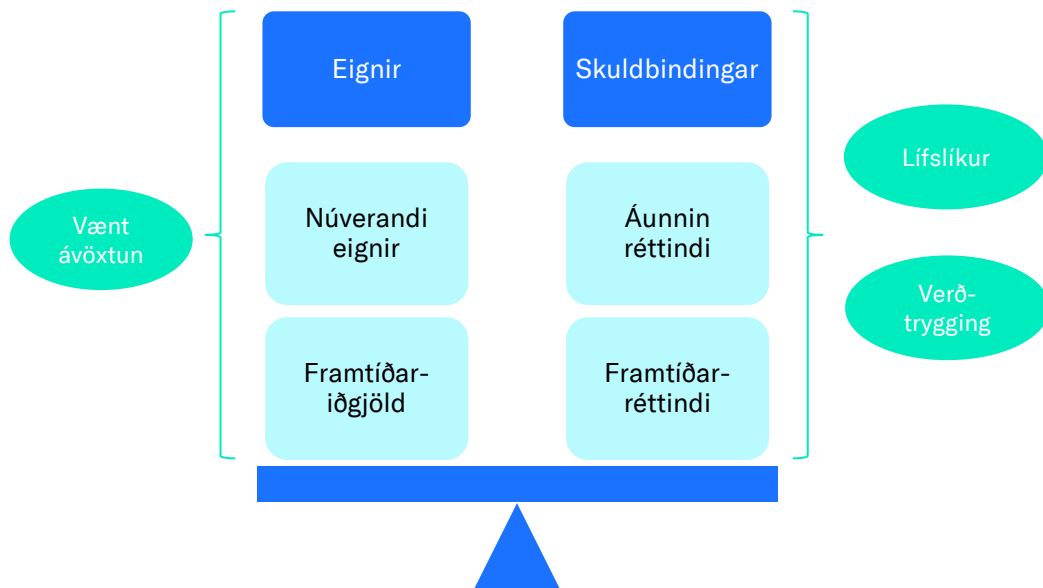 Eignir
Skuldbindingar
Lífslíkur
Vænt
ávöxtun
Núverandi
eignir
Áunnin
réttindi
Verð-
trygging
Framtíðar-
iðgjöld
Framtíðar-
réttindi